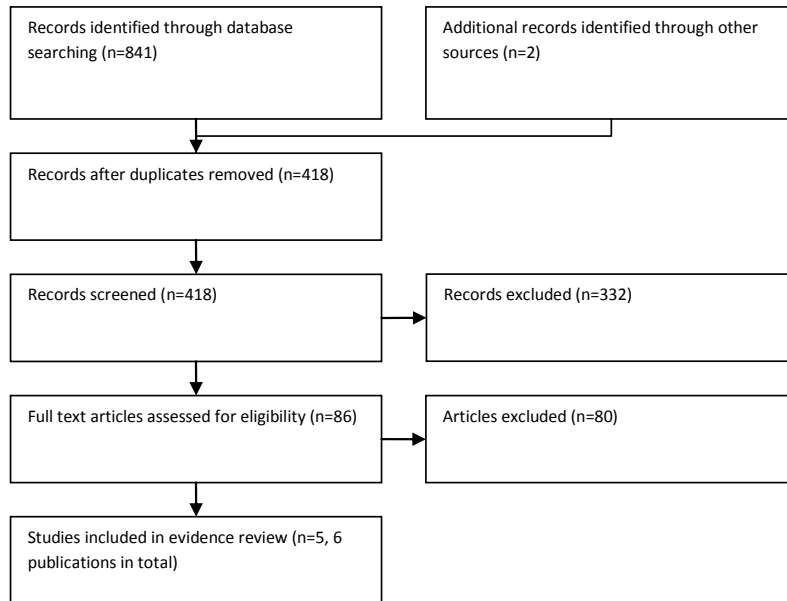 Records identified through database
searching (n=841)
Additional records identified through other
sources (n=2)
Records after duplicates removed (n=418)
Records screened (n=418)
Records excluded (n=332)
Full text articles assessed for eligibility (n=86)
Articles excluded (n=80)
Studies included in evidence review (n=5, 6
publications in total)